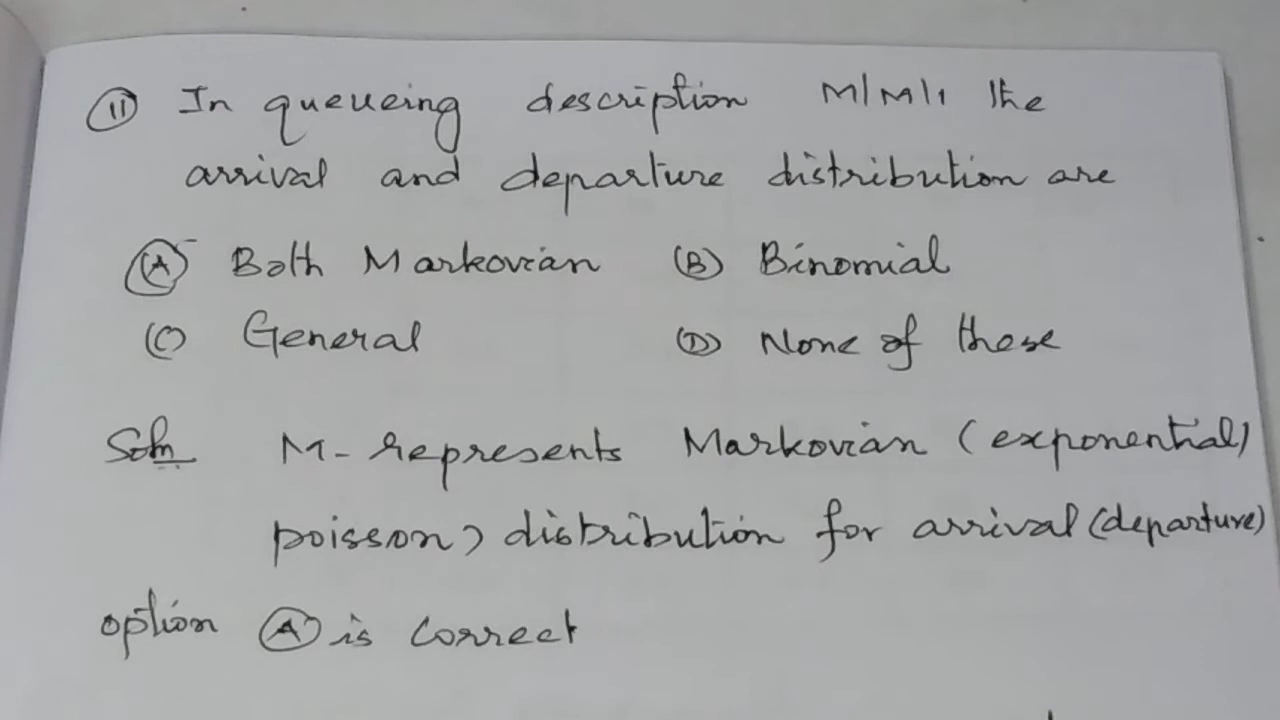 (11) In queueing description M/M/1 the
arrival and departure distribution are
(A) Both Markovian (B) Binomial
(C) General (D) None of these
Soln M- represents Markovian (exponential/
poisson) distribution for arrival (departure)
option (A) is correct